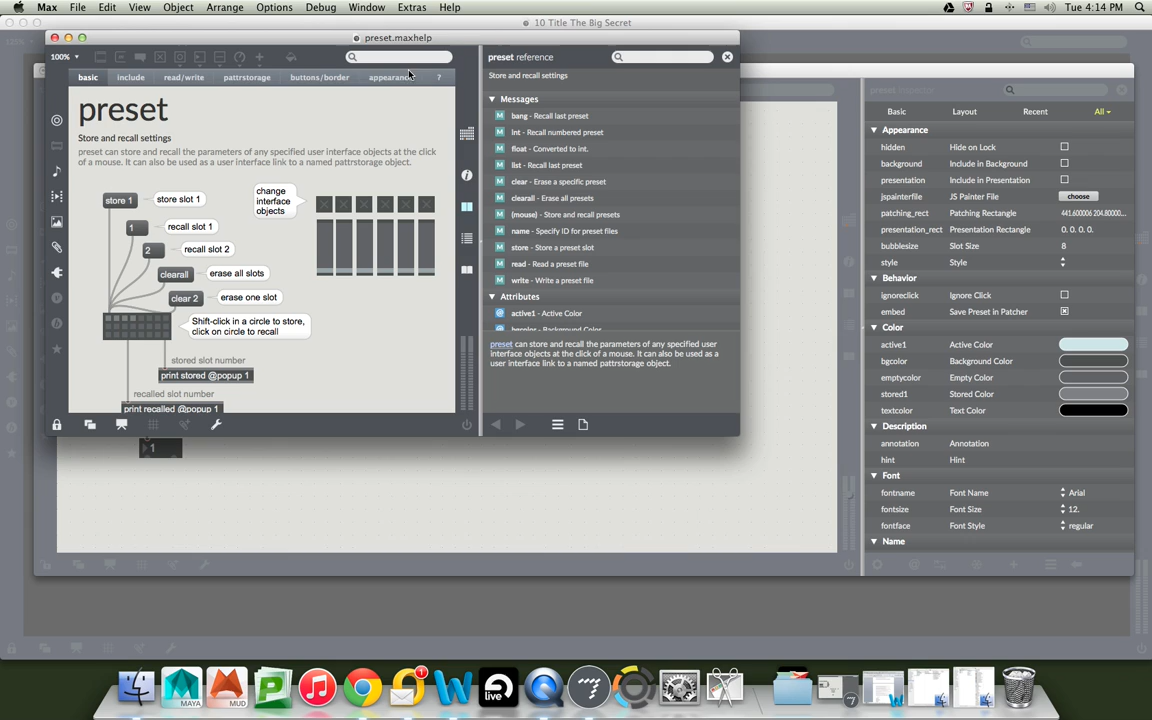 Max File Edit View Object Arrange Options Debug Window Extras Help
Tue 4:14 PM
10 Title The Big Secret
preset.maxhelp
100%
basic include read/write pattrstorage buttons/border appearance ?
preset
Store and recall settings
preset can store and recall the parameters of any specified user interface objects at the click
of a mouse. It can also be used as a user interface link to a named pattrstorage object.
store 1
store slot 1
change
interface
objects
1
recall slot 1
2
recall slot 2
clearall
erase all slots
clear 2
erase one slot
Shift-click in a circle to store,
click on circle to recall
stored slot number
print stored @popup 1
recalled slot number
print recalled @popup 1
1
preset reference
Store and recall settings
Messages
M bang - Recall last preset
M int - Recall numbered preset
M float - Converted to int.
M list - Recall last preset
M clear - Erase a specific preset
M clearall - Erase all presets
M (mouse) - Store and recall presets
M name - Specify ID for preset files
M store - Store a preset slot
M read - Read a preset file
M write - Write a preset file
Attributes
active1 - Active Color
- Background Color
preset can store and recall the parameters of any specified user
interface objects at the click of a mouse. It can also be used as a
user interface link to a named pattrstorage object.
preset inspector
Basic Layout Recent All
Appearance
hidden Hide on Lock
background Include in Background
presentation Include in Presentation
jspainterfile JS Painter File choose
patching_rect Patching Rectangle 441.600006 204.80000...
presentation_rect Presentation Rectangle 0. 0. 0. 0.
bubblesize Slot Size 8
style Style
Behavior
ignoreclick Ignore Click
embed Save Preset in Patcher
Color
active1 Active Color
bgcolor Background Color
emptycolor Empty Color
stored1 Stored Color
textcolor Text Color
Description
annotation Annotation
hint Hint
Font
fontname Font Name Arial
fontsize Font Size 12.
fontface Font Style regular
Name
MAYA
MUD
1
live